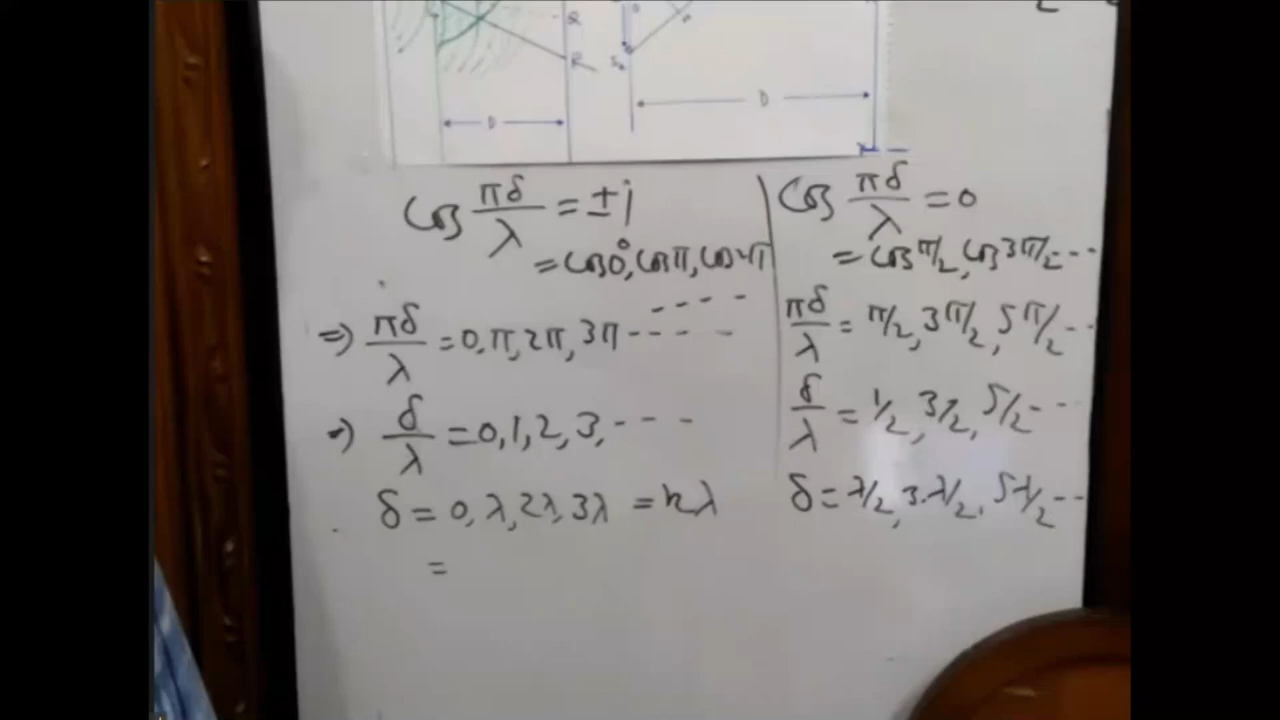 R
R
S₂
D
D
Cos πδ/λ = ±1
= Cos0°, Cosπ, Cos2π
- - - -
=> πδ/λ = 0, π, 2π, 3π - - - -
=> δ/λ = 0, 1, 2, 3, - - - -
δ = 0, λ, 2λ, 3λ = nλ
=
Cos πδ/λ = 0
= Cos π/2, Cos 3π/2 - - -
πδ/λ = π/2, 3π/2, 5π/2 - -
δ/λ = 1/2, 3/2, 5/2 - - -
δ = λ/2, 3λ/2, 5λ/2 - - -